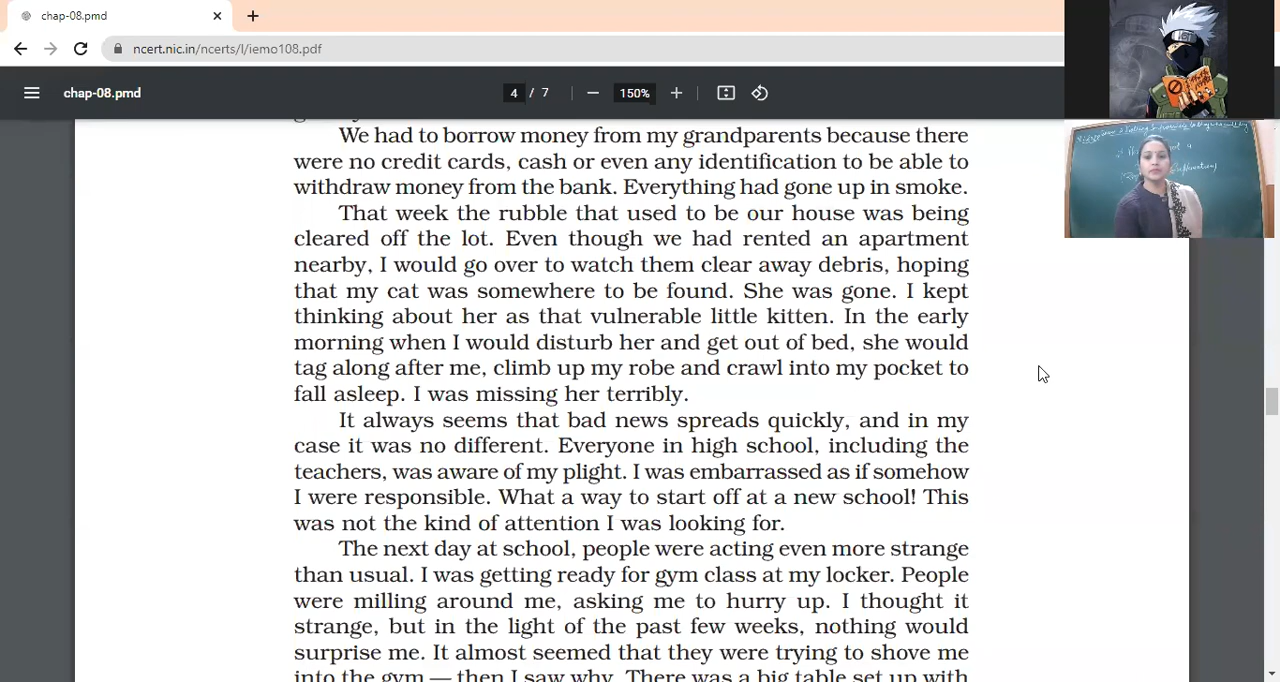 chap-08.pmd
ncert.nic.in/ncerts/l/iemo108.pdf
chap-08.pmd
4 / 7
150%
We had to borrow money from my grandparents because there
were no credit cards, cash or even any identification to be able to
withdraw money from the bank. Everything had gone up in smoke.
That week the rubble that used to be our house was being
cleared off the lot. Even though we had rented an apartment
nearby, I would go over to watch them clear away debris, hoping
that my cat was somewhere to be found. She was gone. I kept
thinking about her as that vulnerable little kitten. In the early
morning when I would disturb her and get out of bed, she would
tag along after me, climb up my robe and crawl into my pocket to
fall asleep. I was missing her terribly.
It always seems that bad news spreads quickly, and in my
case it was no different. Everyone in high school, including the
teachers, was aware of my plight. I was embarrassed as if somehow
I were responsible. What a way to start off at a new school! This
was not the kind of attention I was looking for.
The next day at school, people were acting even more strange
than usual. I was getting ready for gym class at my locker. People
were milling around me, asking me to hurry up. I thought it
strange, but in the light of the past few weeks, nothing would
surprise me. It almost seemed that they were trying to shove me
into the gym — then I saw why. There was a big table set up with